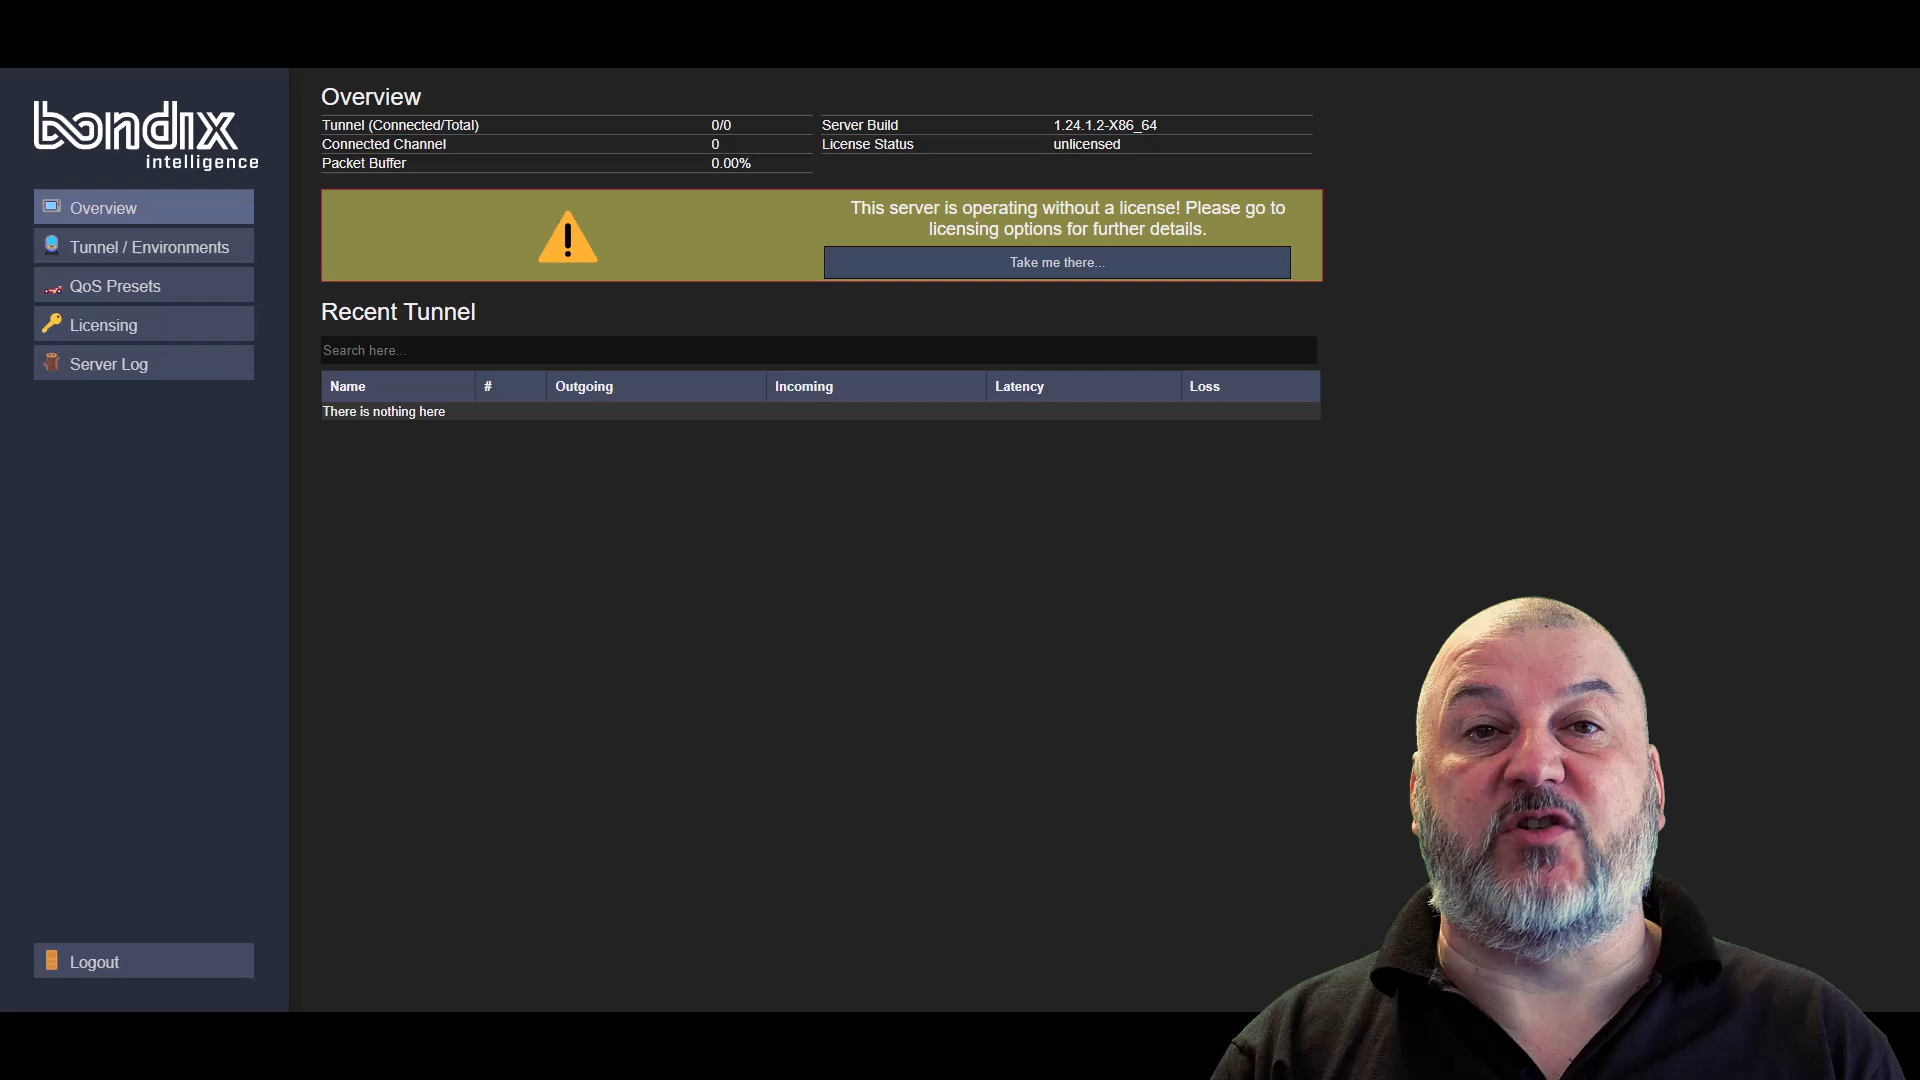 bondix
intelligence
Overview
Tunnel / Environments
QoS Presets
Licensing
Server Log
Logout
Overview
Tunnel (Connected/Total) 0/0
Connected Channel 0
Packet Buffer 0.00%
Server Build 1.24.1.2-X86_64
License Status unlicensed
This server is operating without a license! Please go to
licensing options for further details.
Take me there...
Recent Tunnel
Search here...
Name # Outgoing Incoming Latency Loss
There is nothing here